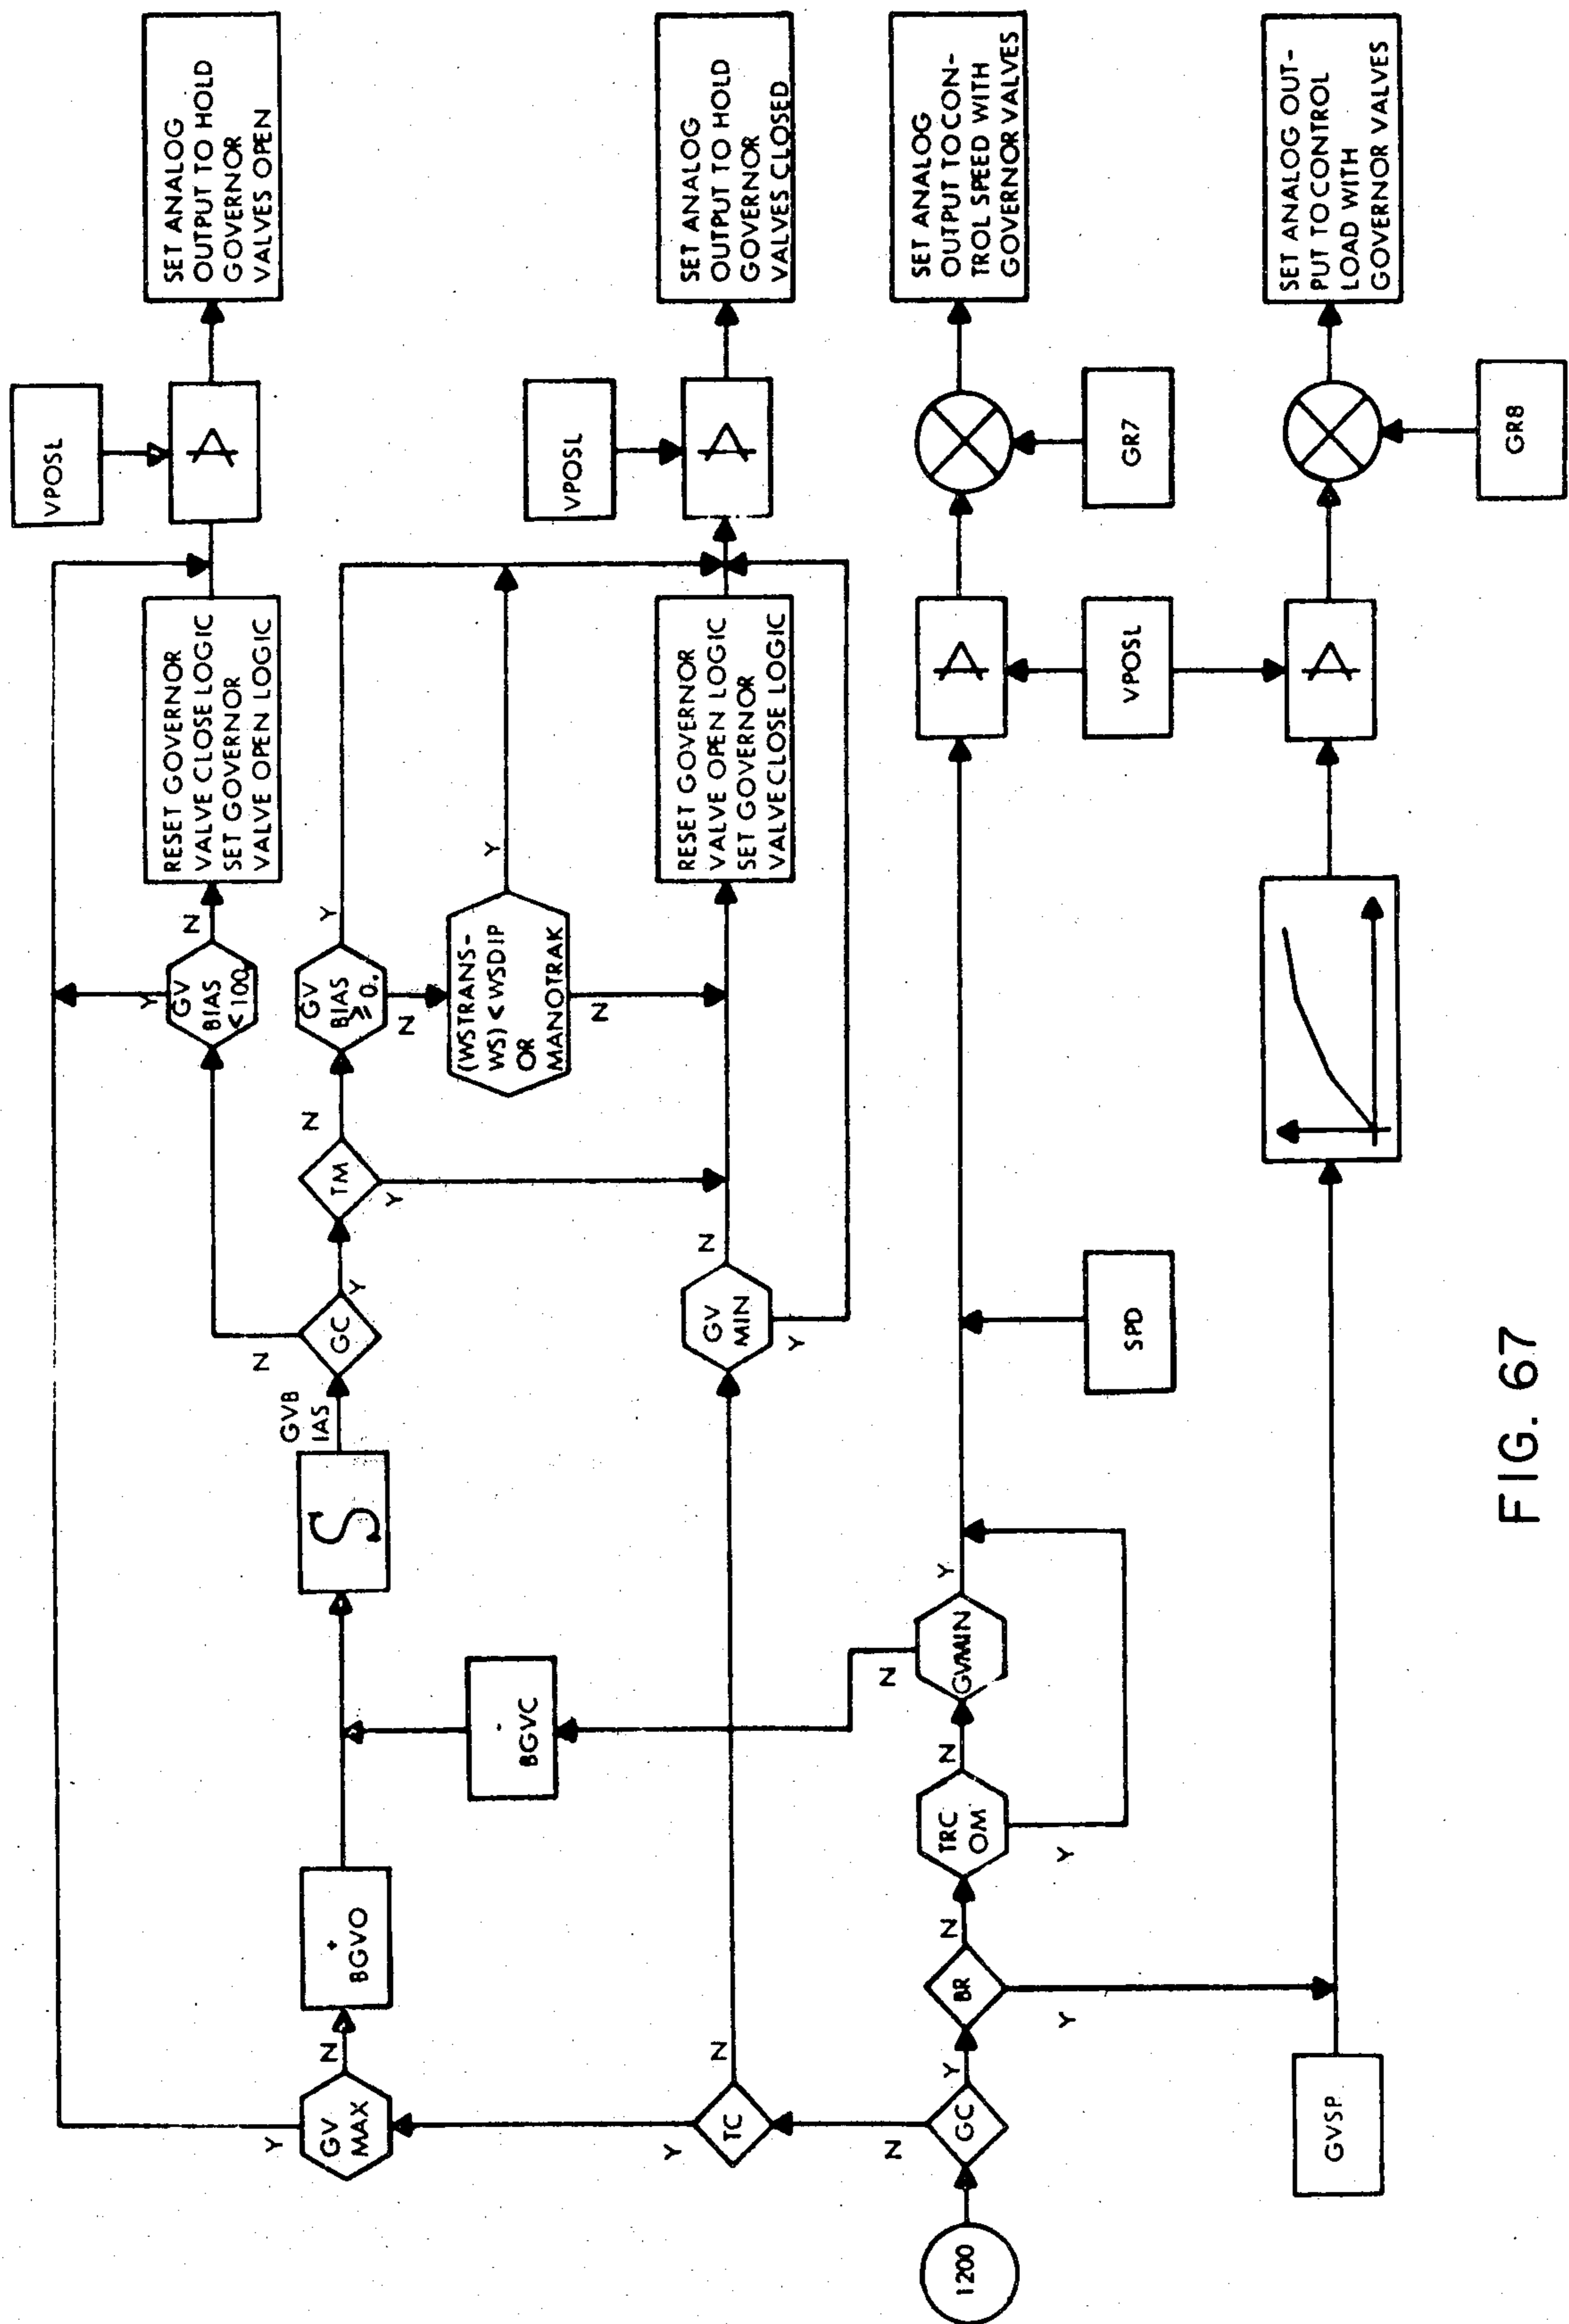 VPOSL
SET ANALOG
OUTPUT TO HOLD
GOVERNOR
VALVES OPEN
RESET GOVERNOR
VALVE CLOSE LOGIC
SET GOVERNOR
VALVE OPEN LOGIC
Y
GV
BIAS
<100
N
GV
BIAS
≥0.
Y
N
(WSTRANS-
WS) < WSDIP
OR
MANOTRAK
Y
N
TM
N
Y
GC
N
Y
GVB
IAS
+
BGVO
-
BGVC
GV
MAX
Y
N
VPOSL
SET ANALOG
OUTPUT TO HOLD
GOVERNOR
VALVES CLOSED
RESET GOVERNOR
VALVE OPEN LOGIC
SET GOVERNOR
VALVE CLOSE LOGIC
GV
MIN
N
Y
TC
Y
N
SET ANALOG
OUTPUT TO CON-
TROL SPEED WITH
GOVERNOR VALVES
GR7
VPOSL
SPD
GVMIN
Y
N
TRC
OM
N
Y
BR
N
Y
GC
Y
N
1200
SET ANALOG OUT-
PUT TO CONTROL
LOAD WITH
GOVERNOR VALVES
GR8
GVSP
FIG. 67